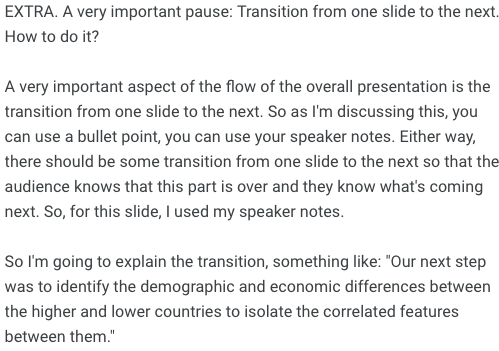 EXTRA. A very important pause: Transition from one slide to the next.
How to do it?
A very important aspect of the flow of the overall presentation is the
transition from one slide to the next. So as I'm discussing this, you
can use a bullet point, you can use your speaker notes. Either way,
there should be some transition from one slide to the next so that the
audience knows that this part is over and they know what's coming
next. So, for this slide, I used my speaker notes.
So I'm going to explain the transition, something like: "Our next step
was to identify the demographic and economic differences between
the higher and lower countries to isolate the correlated features
between them."